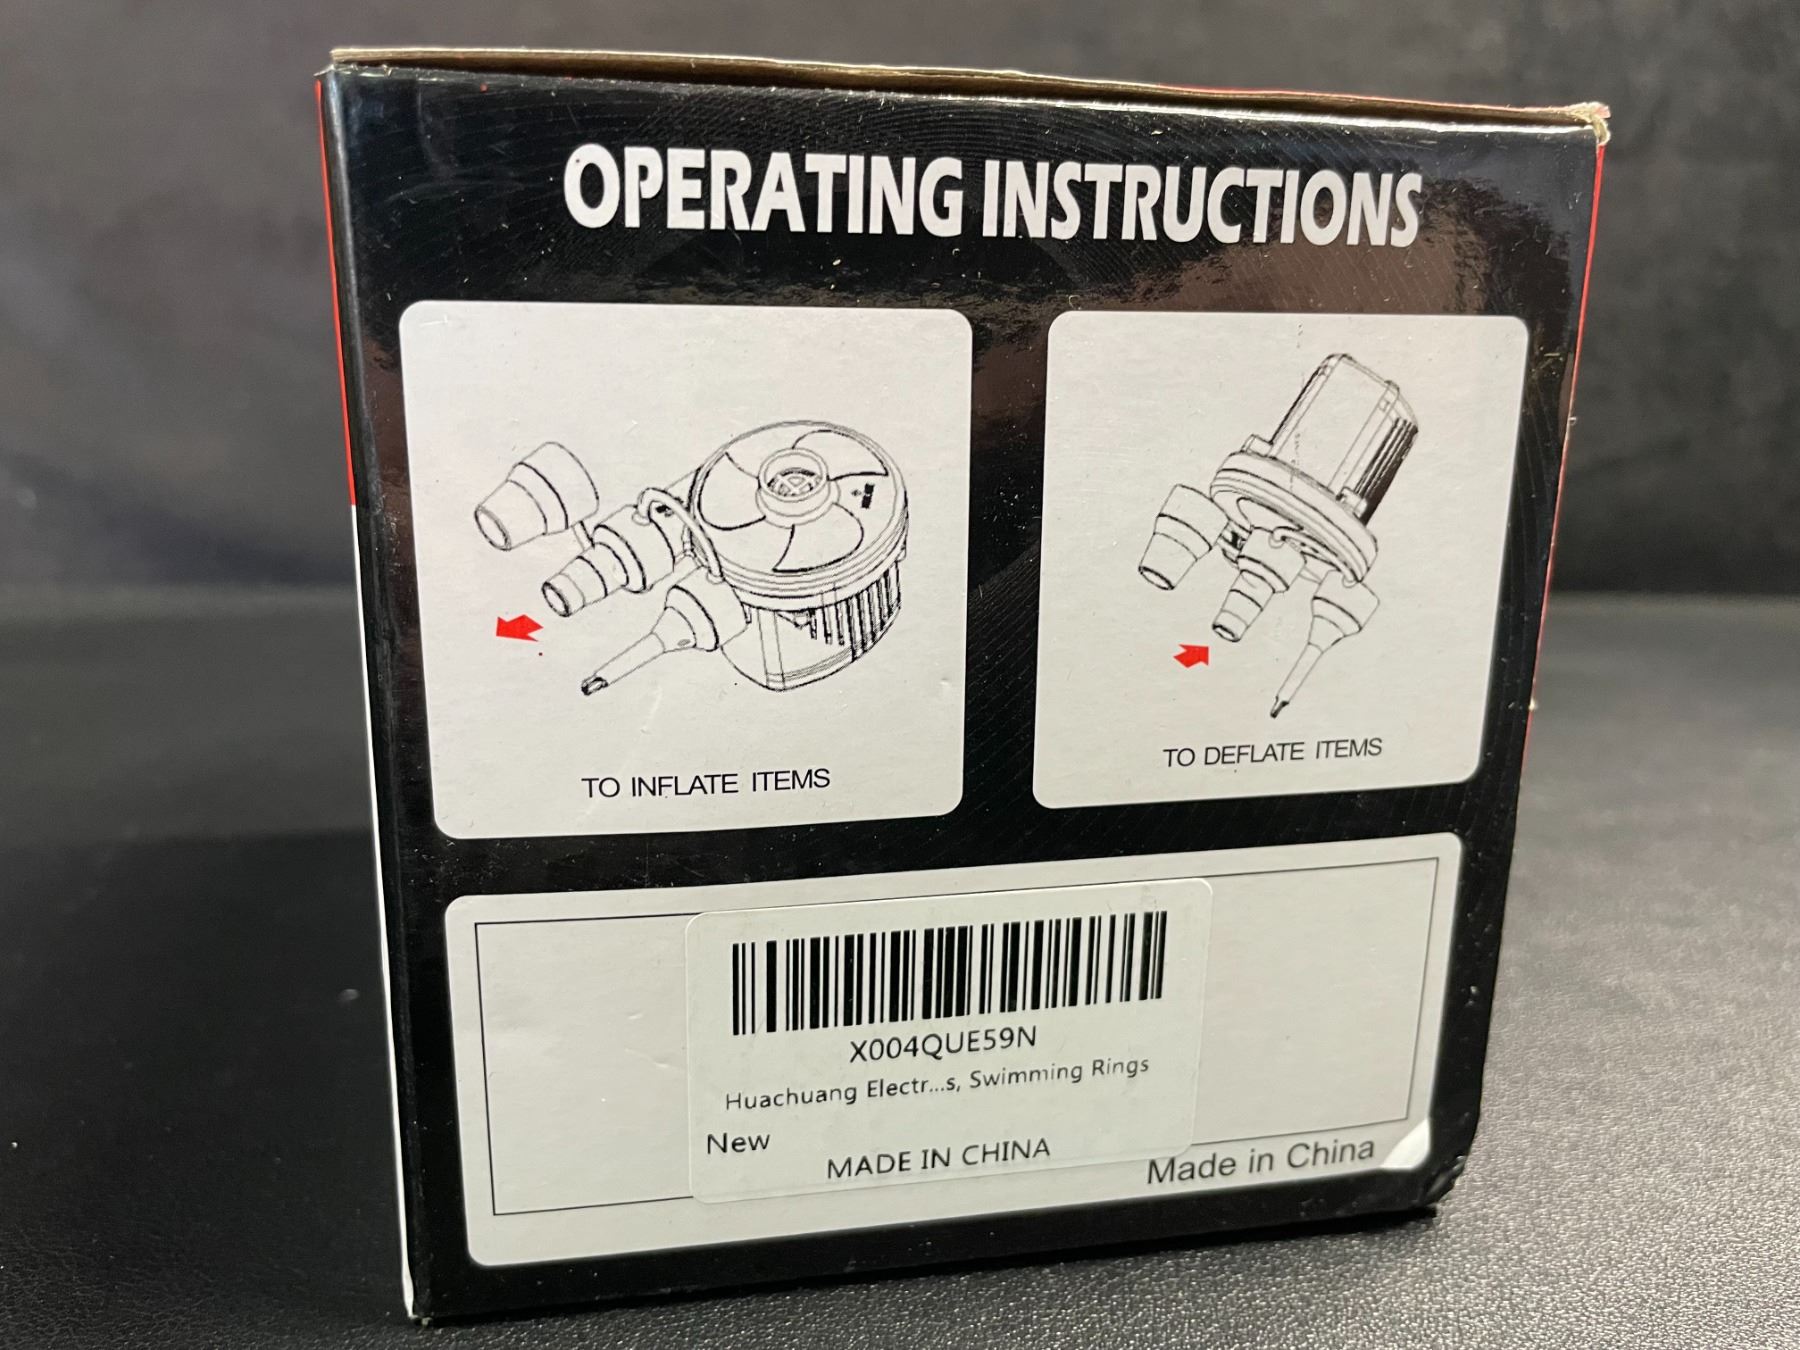 OPERATING INSTRUCTIONS
TO INFLATE ITEMS
TO DEFLATE ITEMS
X004QUE59N
Huachuang Electr...s, Swimming Rings
New
MADE IN CHINA
Made in China